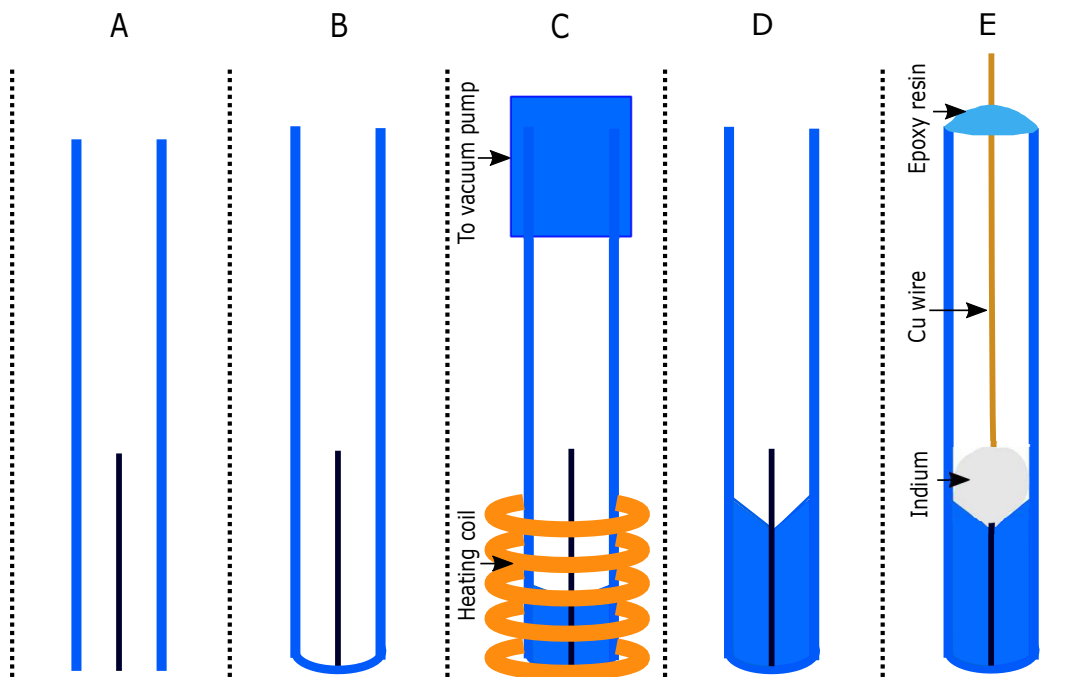 A
B
C
D
E
To vacuum pump
Heating coil
Epoxy resin
Cu wire
Indium